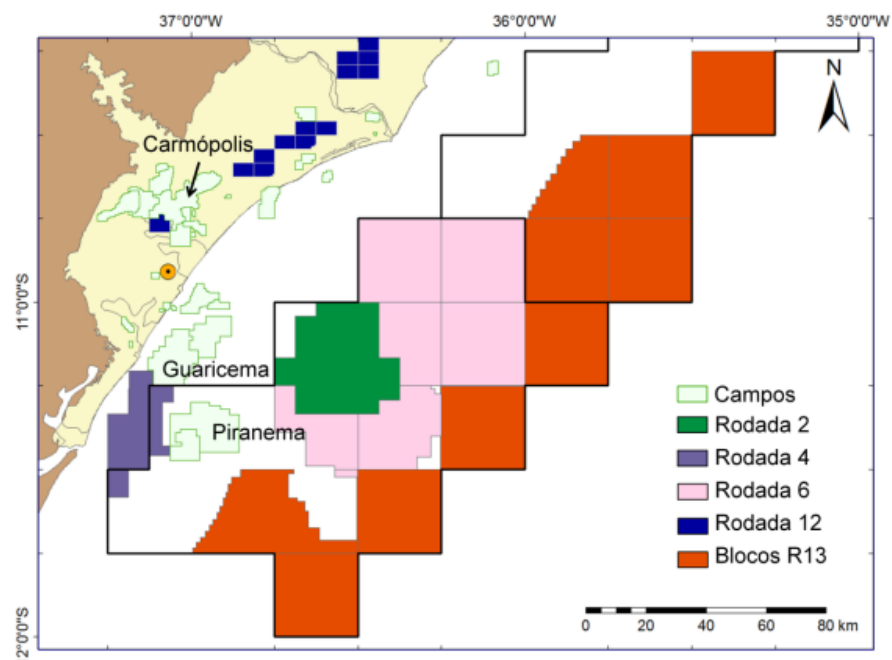 37°0'0"W
36°0'0"W
35°0'0"W
N
Carmópolis
11°0'0"S
Guaricema
Piranema
Campos
Rodada 2
Rodada 4
Rodada 6
Rodada 12
Blocos R13
2°0'0"S
0 20 40 60 80 km